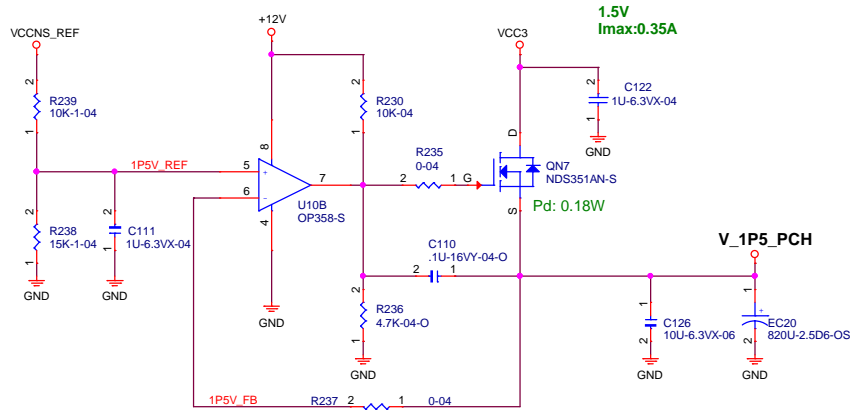 1.5V
Imax:0.35A
+12V
VCCNS_REF
VCC3
2
R239
10K-1-04
1
2
R230
10K-04
1
2
C122
1U-6.3VX-04
1
GND
8
R235
0-04
D
1P5V_REF
5
+
7
2
1
G
QN7
NDS351AN-S
6
-
U10B
OP358-S
S
Pd: 0.18W
4
2
R238
15K-1-04
1
2
C111
1U-6.3VX-04
1
C110
.1U-16VY-04-O
2
1
V_1P5_PCH
GND
GND
GND
2
R236
4.7K-04-O
1
GND
1
C126
10U-6.3VX-06
2
GND
1
+
EC20
820U-2.5D6-OS
2
GND
1P5V_FB
R237
2
1
0-04